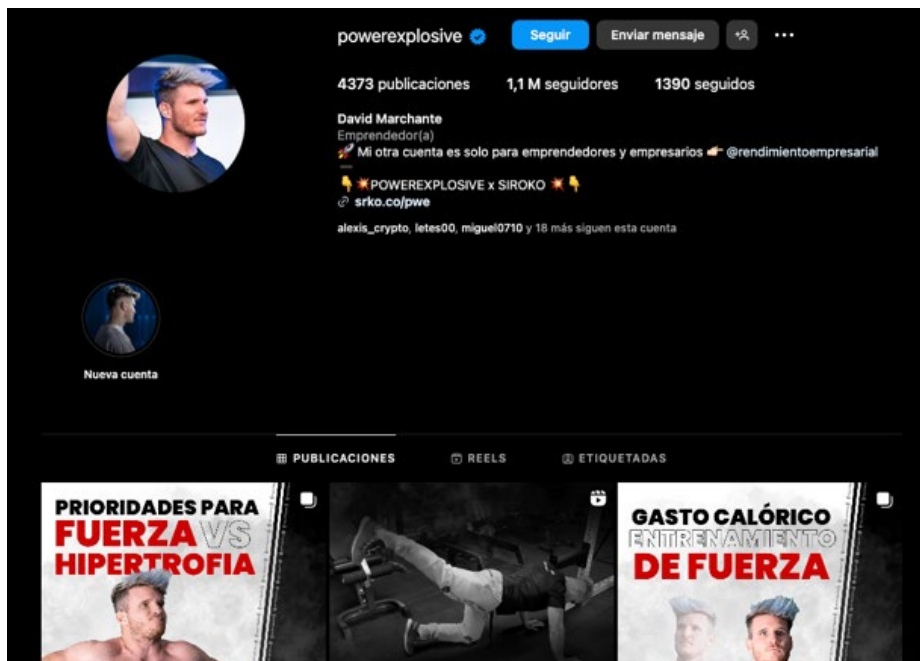 powerexplosive Seguir Enviar mensaje
4373 publicaciones 1,1 M seguidores 1390 seguidos
David Marchante
Emprendedor(a)
🚀 Mi otra cuenta es solo para emprendedores y empresarios 👉🏻 @rendimientoempresarial
—
👇💥POWEREXPLOSIVE x SIROKO 💥👇
srko.co/pwe
alexis_crypto, letes00, miguel0710 y 18 más siguen esta cuenta
Nueva cuenta
PUBLICACIONES REELS ETIQUETADAS
PRIORIDADES PARA
FUERZA VS
HIPERTROFIA
GASTO CALÓRICO
ENTRENAMIENTO
DE FUERZA